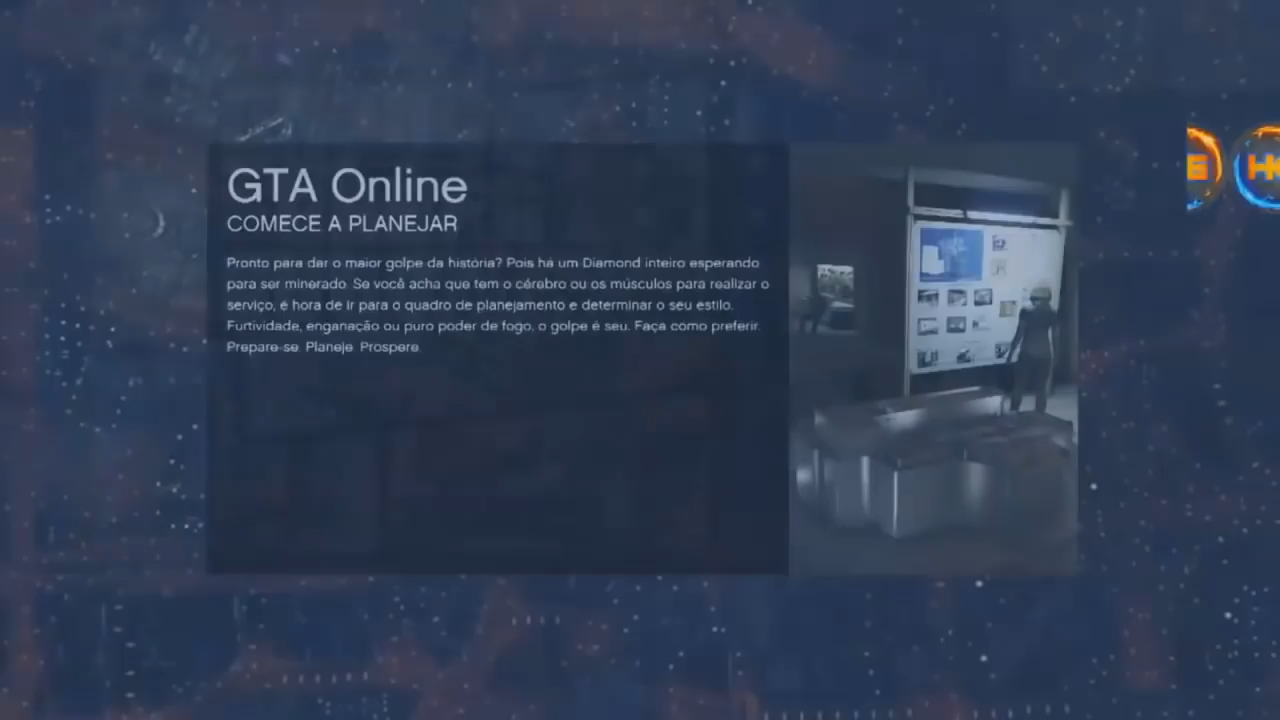 GTA Online
COMECE A PLANEJAR
Pronto para dar o maior golpe da história? Pois há um Diamond inteiro esperando
para ser minerado. Se você acha que tem o cérebro ou os músculos para realizar o
serviço, é hora de ir para o quadro de planejamento e determinar o seu estilo.
Furtividade, enganação ou puro poder de fogo, o golpe é seu. Faça como preferir.
Prepare-se. Planeje. Prospere.